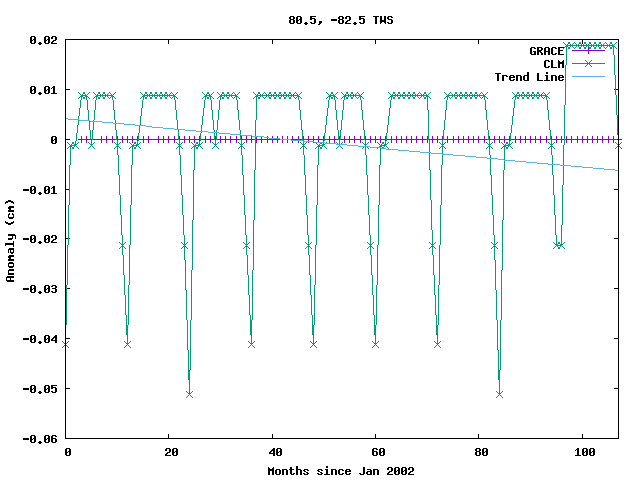 80.5, -82.5 TWS
0.02
0.01
0
-0.01
-0.02
-0.03
-0.04
-0.05
-0.06
Anomaly (cm)
GRACE
CLM
Trend Line
0 20 40 60 80 100
Months since Jan 2002